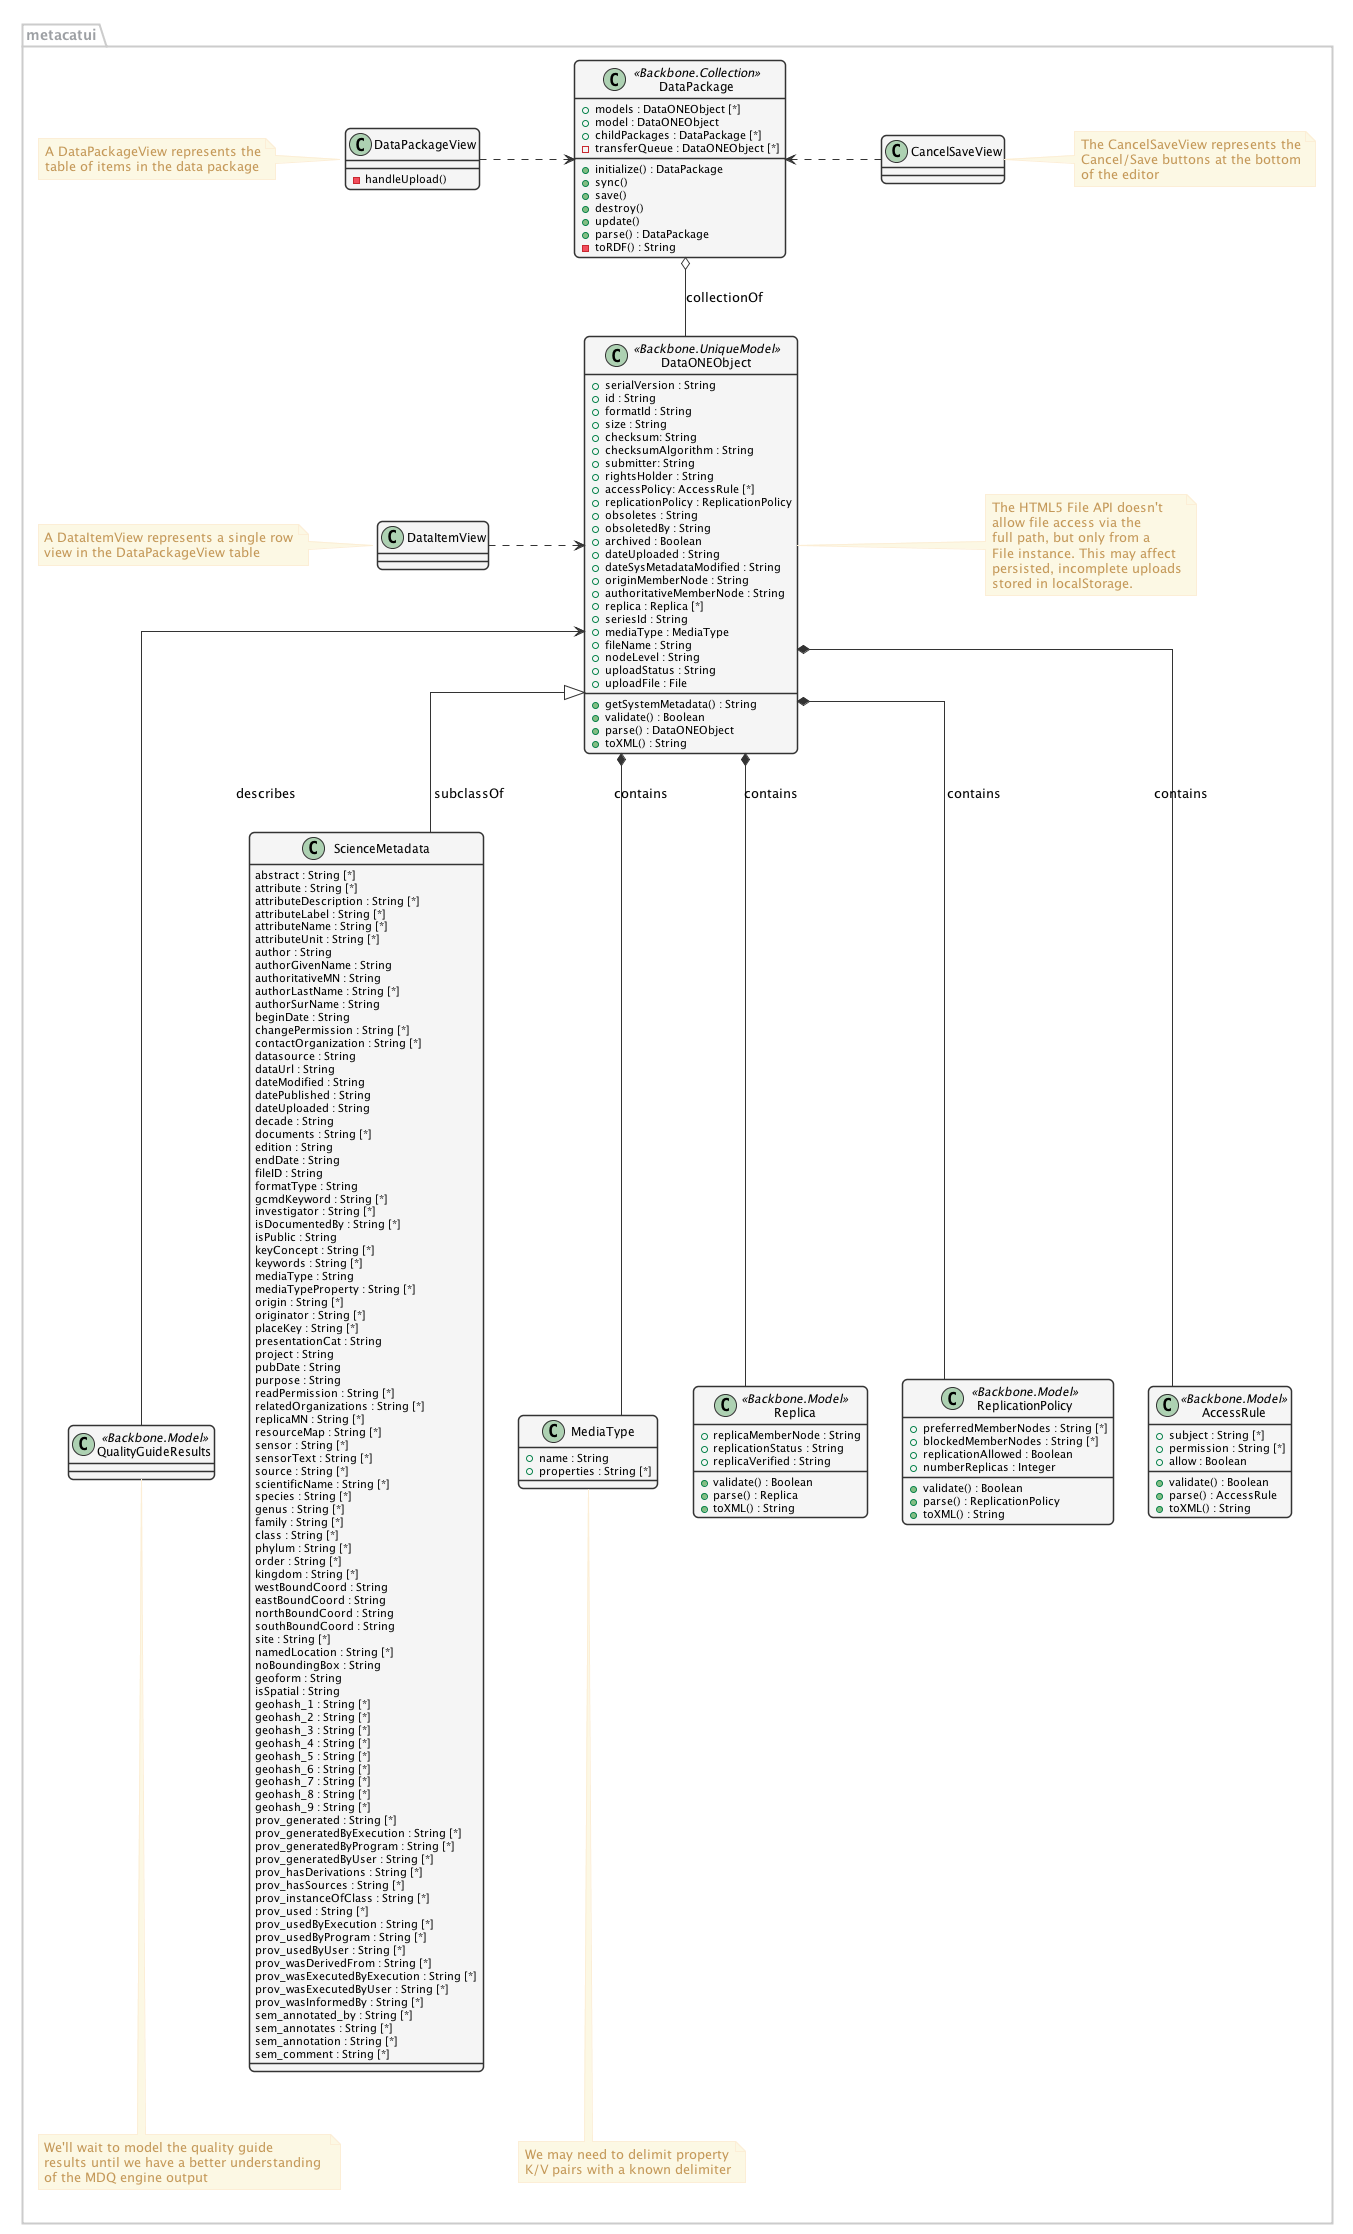 metacatui
«Backbone.Collection»
DataPackage
models : DataONEObject [*]
model : DataONEObject
childPackages : DataPackage [*]
transferQueue : DataONEObject [*]
initialize() : DataPackage
sync()
save()
destroy()
update()
parse() : DataPackage
toRDF() : String
A DataPackageView represents the
table of items in the data package
DataPackageView
handleUpload()
CancelSaveView
The CancelSaveView represents the
Cancel/Save buttons at the bottom
of the editor
collectionOf
«Backbone.UniqueModel»
DataONEObject
serialVersion : String
id : String
formatId : String
size : String
checksum: String
checksumAlgorithm : String
submitter: String
rightsHolder : String
accessPolicy: AccessRule [*]
replicationPolicy : ReplicationPolicy
obsoletes : String
obsoletedBy : String
archived : Boolean
dateUploaded : String
dateSysMetadataModified : String
originMemberNode : String
authoritativeMemberNode : String
replica : Replica [*]
seriesId : String
mediaType : MediaType
fileName : String
nodeLevel : String
uploadStatus : String
uploadFile : File
getSystemMetadata() : String
validate() : Boolean
parse() : DataONEObject
toXML() : String
A DataItemView represents a single row
view in the DataPackageView table
DataItemView
The HTML5 File API doesn't
allow file access via the
full path, but only from a
File instance. This may affect
persisted, incomplete uploads
stored in localStorage.
describes
subclassOf
contains
contains
contains
contains
ScienceMetadata
abstract : String [*]
attribute : String [*]
attributeDescription : String [*]
attributeLabel : String [*]
attributeName : String [*]
attributeUnit : String [*]
author : String
authorGivenName : String
authoritativeMN : String
authorLastName : String [*]
authorSurName : String
beginDate : String
changePermission : String [*]
contactOrganization : String [*]
datasource : String
dataUrl : String
dateModified : String
datePublished : String
dateUploaded : String
decade : String
documents : String [*]
edition : String
endDate : String
fileID : String
formatType : String
gcmdKeyword : String [*]
investigator : String [*]
isDocumentedBy : String [*]
isPublic : String
keyConcept : String [*]
keywords : String [*]
mediaType : String
mediaTypeProperty : String [*]
origin : String [*]
originator : String [*]
placeKey : String [*]
presentationCat : String
project : String
pubDate : String
purpose : String
readPermission : String [*]
relatedOrganizations : String [*]
replicaMN : String [*]
resourceMap : String [*]
sensor : String [*]
sensorText : String [*]
source : String [*]
scientificName : String [*]
species : String [*]
genus : String [*]
family : String [*]
class : String [*]
phylum : String [*]
order : String [*]
kingdom : String [*]
westBoundCoord : String
eastBoundCoord : String
northBoundCoord : String
southBoundCoord : String
site : String [*]
namedLocation : String [*]
noBoundingBox : String
geoform : String
isSpatial : String
geohash_1 : String [*]
geohash_2 : String [*]
geohash_3 : String [*]
geohash_4 : String [*]
geohash_5 : String [*]
geohash_6 : String [*]
geohash_7 : String [*]
geohash_8 : String [*]
geohash_9 : String [*]
prov_generated : String [*]
prov_generatedByExecution : String [*]
prov_generatedByProgram : String [*]
prov_generatedByUser : String [*]
prov_hasDerivations : String [*]
prov_hasSources : String [*]
prov_instanceOfClass : String [*]
prov_used : String [*]
prov_usedByExecution : String [*]
prov_usedByProgram : String [*]
prov_usedByUser : String [*]
prov_wasDerivedFrom : String [*]
prov_wasExecutedByExecution : String [*]
prov_wasExecutedByUser : String [*]
prov_wasInformedBy : String [*]
sem_annotated_by : String [*]
sem_annotates : String [*]
sem_annotation : String [*]
sem_comment : String [*]
«Backbone.Model»
QualityGuideResults
MediaType
name : String
properties : String [*]
«Backbone.Model»
Replica
replicaMemberNode : String
replicationStatus : String
replicaVerified : String
validate() : Boolean
parse() : Replica
toXML() : String
«Backbone.Model»
ReplicationPolicy
preferredMemberNodes : String [*]
blockedMemberNodes : String [*]
replicationAllowed : Boolean
numberReplicas : Integer
validate() : Boolean
parse() : ReplicationPolicy
toXML() : String
«Backbone.Model»
AccessRule
subject : String [*]
permission : String [*]
allow : Boolean
validate() : Boolean
parse() : AccessRule
toXML() : String
We'll wait to model the quality guide
results until we have a better understanding
of the MDQ engine output
We may need to delimit property
K/V pairs with a known delimiter